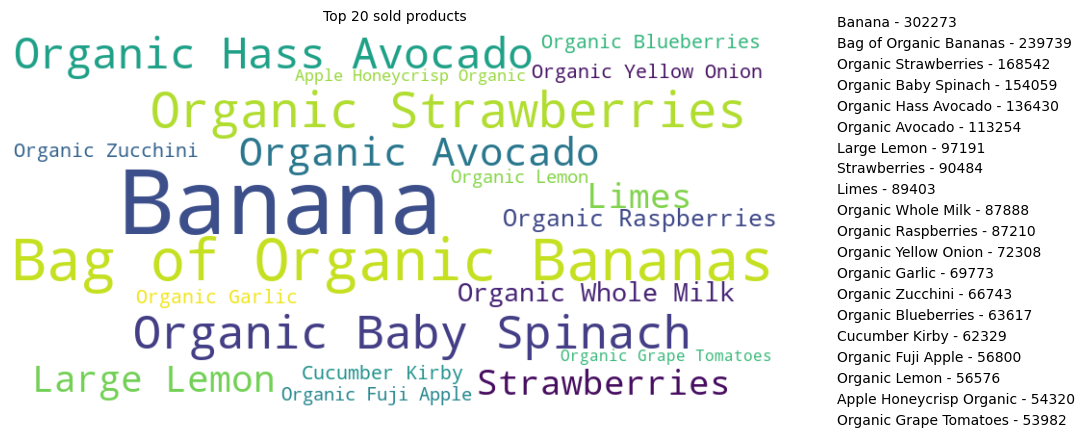 Top 20 sold products
Organic Hass Avocado
Organic Blueberries
Apple Honeycrisp Organic
Organic Yellow Onion
Organic Strawberries
Organic Zucchini
Organic Avocado
Organic Lemon
Banana
Limes
Organic Raspberries
Bag of Organic Bananas
Organic Garlic
Organic Whole Milk
Organic Baby Spinach
Organic Grape Tomatoes
Large Lemon
Cucumber Kirby
Organic Fuji Apple
Strawberries
Banana - 302273
Bag of Organic Bananas - 239739
Organic Strawberries - 168542
Organic Baby Spinach - 154059
Organic Hass Avocado - 136430
Organic Avocado - 113254
Large Lemon - 97191
Strawberries - 90484
Limes - 89403
Organic Whole Milk - 87888
Organic Raspberries - 87210
Organic Yellow Onion - 72308
Organic Garlic - 69773
Organic Zucchini - 66743
Organic Blueberries - 63617
Cucumber Kirby - 62329
Organic Fuji Apple - 56800
Organic Lemon - 56576
Apple Honeycrisp Organic - 54320
Organic Grape Tomatoes - 53982